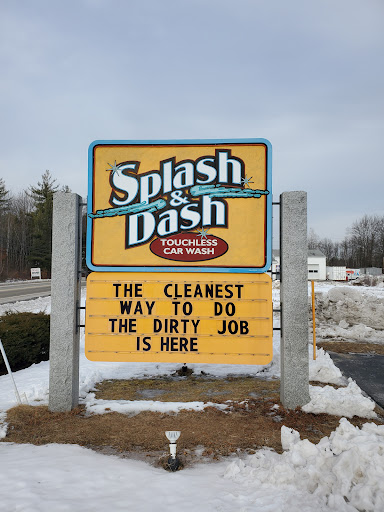 Splash
&
Dash
TOUCHLESS
CAR WASH
THE CLEANEST
WAY TO DO
THE DIRTY JOB
IS HERE